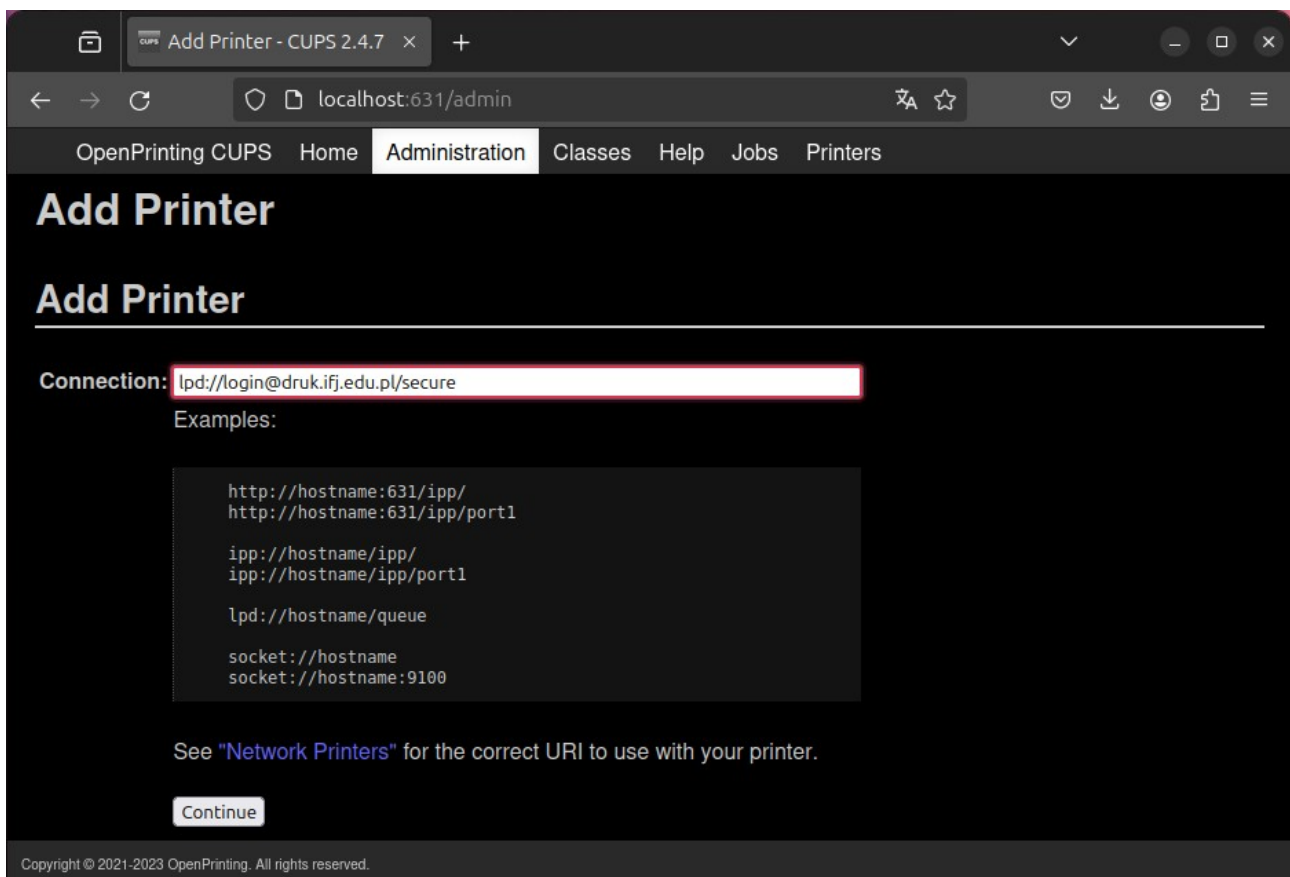 CUPS Add Printer - CUPS 2.4.7
localhost:631/admin
OpenPrinting CUPS Home Administration Classes Help Jobs Printers
Add Printer
Add Printer
Connection: lpd://login@druk.ifj.edu.pl/secure
Examples:
http://hostname:631/ipp/
http://hostname:631/ipp/port1
ipp://hostname/ipp/
ipp://hostname/ipp/port1
lpd://hostname/queue
socket://hostname
socket://hostname:9100
See "Network Printers" for the correct URI to use with your printer.
Continue
Copyright © 2021-2023 OpenPrinting. All rights reserved.